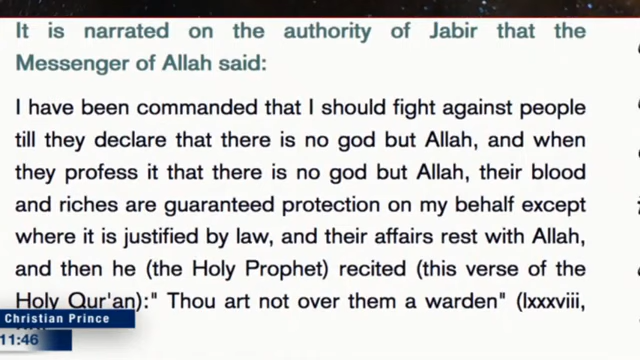 It is narrated on the authority of Jabir that the
Messenger of Allah said:
I have been commanded that I should fight against people
till they declare that there is no god but Allah, and when
they profess it that there is no god but Allah, their blood
and riches are guaranteed protection on my behalf except
where it is justified by law, and their affairs rest with Allah,
and then he (the Holy Prophet) recited (this verse of the
Holy Qur'an):" Thou art not over them a warden" (lxxxviii,
Christian Prince
11:46